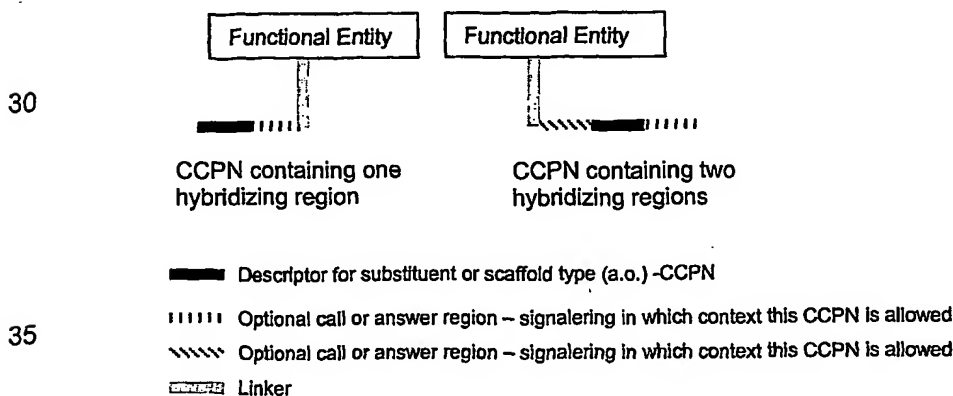 Functional Entity Functional Entity
30
CCPN containing one CCPN containing two
hybridizing region hybridizing regions
Descriptor for substituent or scaffold type (a.o.) -CCPN
35 Optional call or answer region – signalering in which context this CCPN is allowed
Optional call or answer region – signalering in which context this CCPN is allowed
Linker